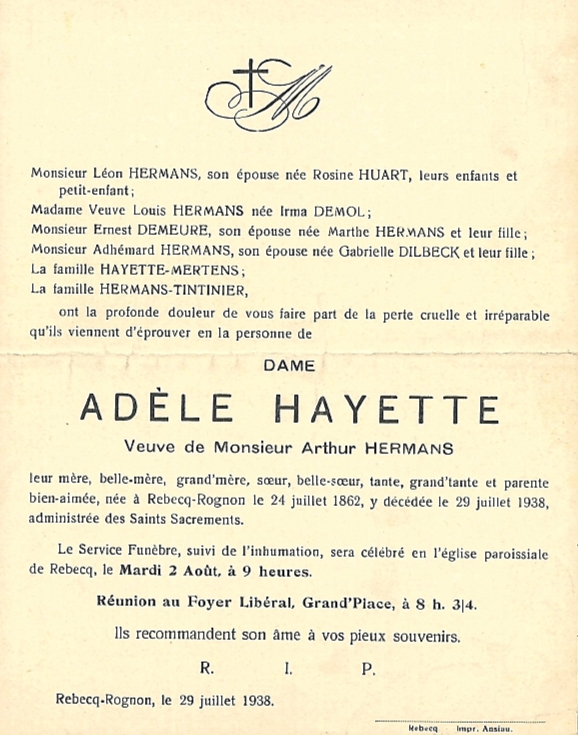 M
Monsieur Léon HERMANS, son épouse née Rosine HUART, leurs enfants et
petit-enfant;
Madame Veuve Louis HERMANS née Irma DEMOL;
Monsieur Ernest DEMEURE, son épouse née Marthe HERMANS et leur fille;
Monsieur Adhémard HERMANS, son épouse née Gabrielle DILBECK et leur fille;
La famille HAYETTE-MERTENS;
La famille HERMANS-TINTINIER,
ont la profonde douleur de vous faire part de la perte cruelle et irréparable
qu'ils viennent d'éprouver en la personne de
DAME
ADÈLE HAYETTE
Veuve de Monsieur Arthur HERMANS
leur mère, belle-mère, grand'mère, sœur, belle-sœur, tante, grand'tante et parente
bien-aimée, née à Rebecq-Rognon le 24 juillet 1862, y décédée le 29 juillet 1938,
administrée des Saints Sacrements.
Le Service Funèbre, suivi de l'inhumation, sera célébré en l'église paroissiale
de Rebecq, le Mardi 2 Août, à 9 heures.
Réunion au Foyer Libéral, Grand'Place, à 8 h. 3|4.
Ils recommandent son âme à vos pieux souvenirs.
R. I. P.
Rebecq-Rognon, le 29 juillet 1938.
Rebecq Impr. Ansiau.